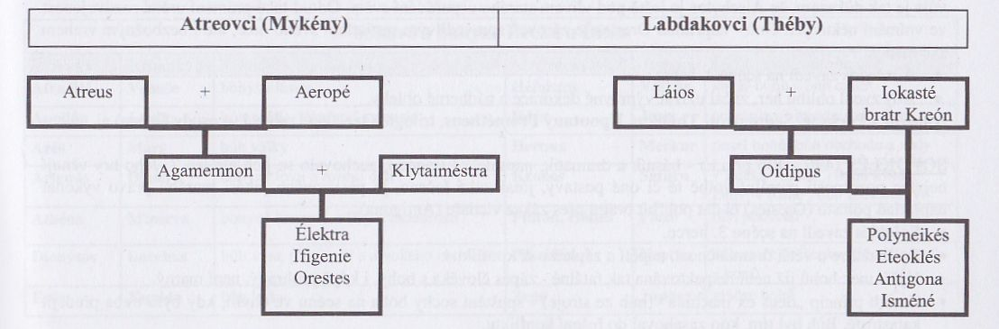 Atreovci (Mykény) Labdakovci (Théby)
Atreus + Aeropé Láios + Iokasté
bratr Kreón
Agamemnon + Klytaiméstra Oidipus
Élektra
Ifigenie
Orestes
Polyneikés
Eteoklés
Antigona
Isméné